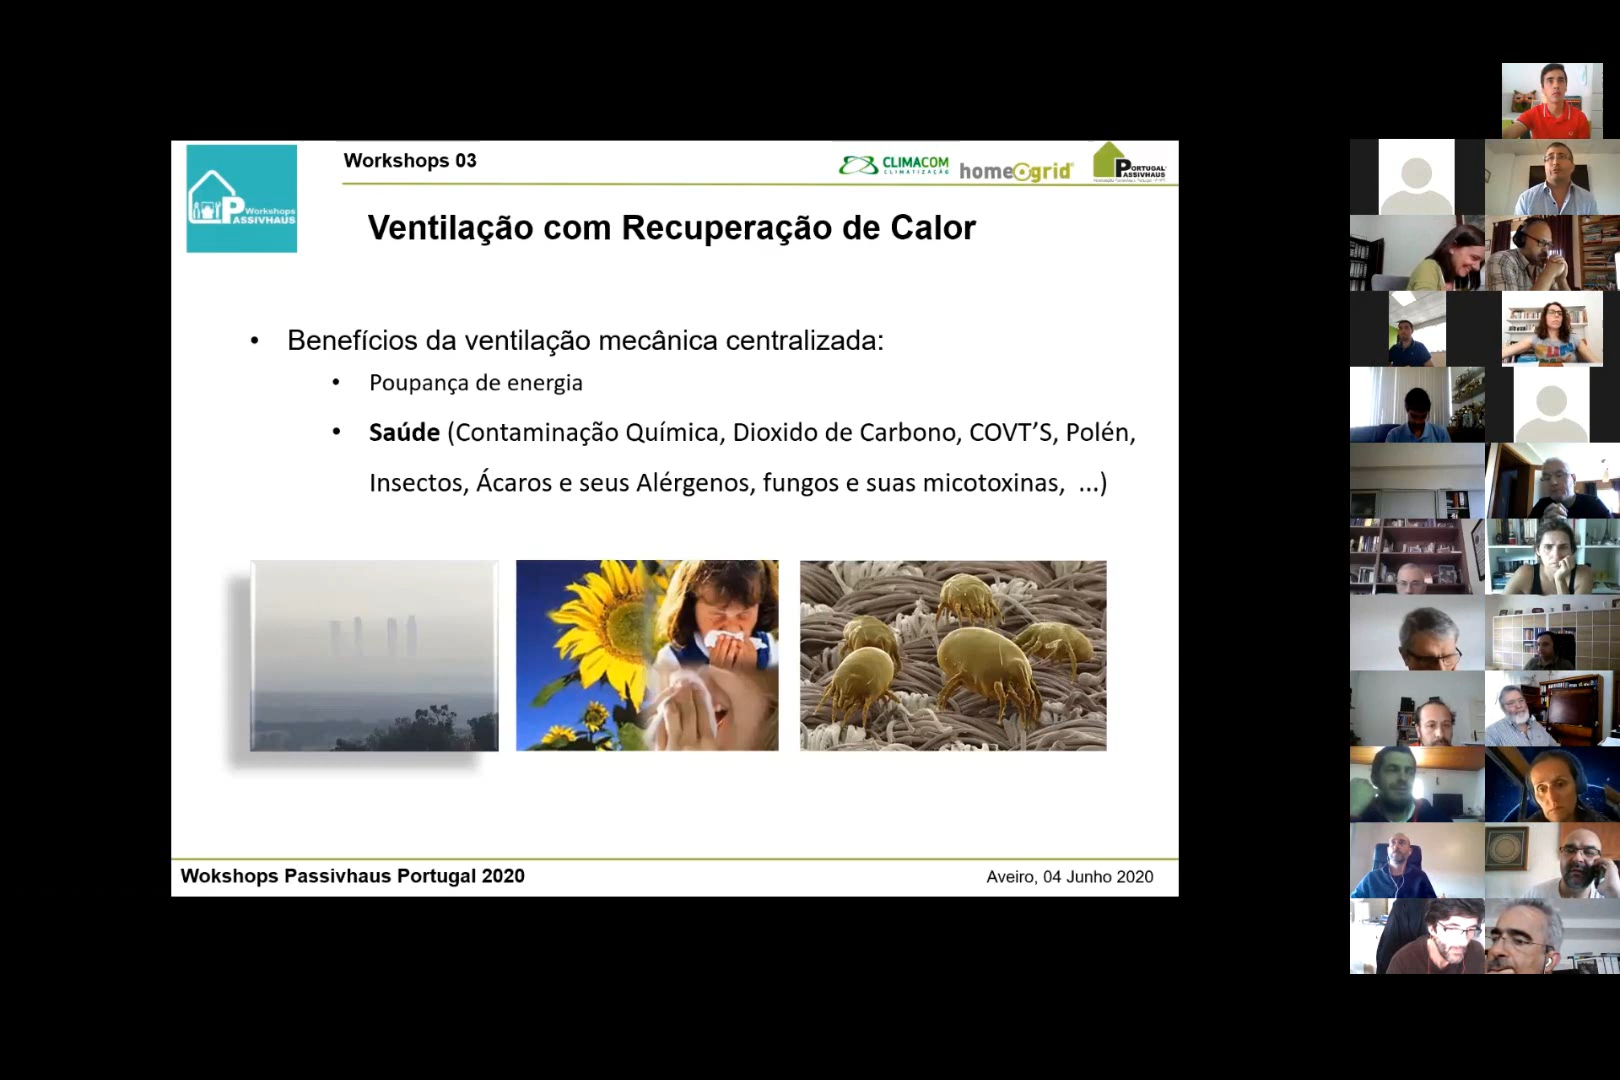 Workshops 03
CLIMACOM
CLIMATIZAÇÃO
homegrid
PORTUGAL
PASSIVHAUS
Workshops
PASSIVHAUS
Ventilação com Recuperação de Calor
• Benefícios da ventilação mecânica centralizada:
• Poupança de energia
• Saúde (Contaminação Química, Dioxido de Carbono, COVT’S, Polén,
Insectos, Ácaros e seus Alérgenos, fungos e suas micotoxinas, ...)
Wokshops Passivhaus Portugal 2020
Aveiro, 04 Junho 2020